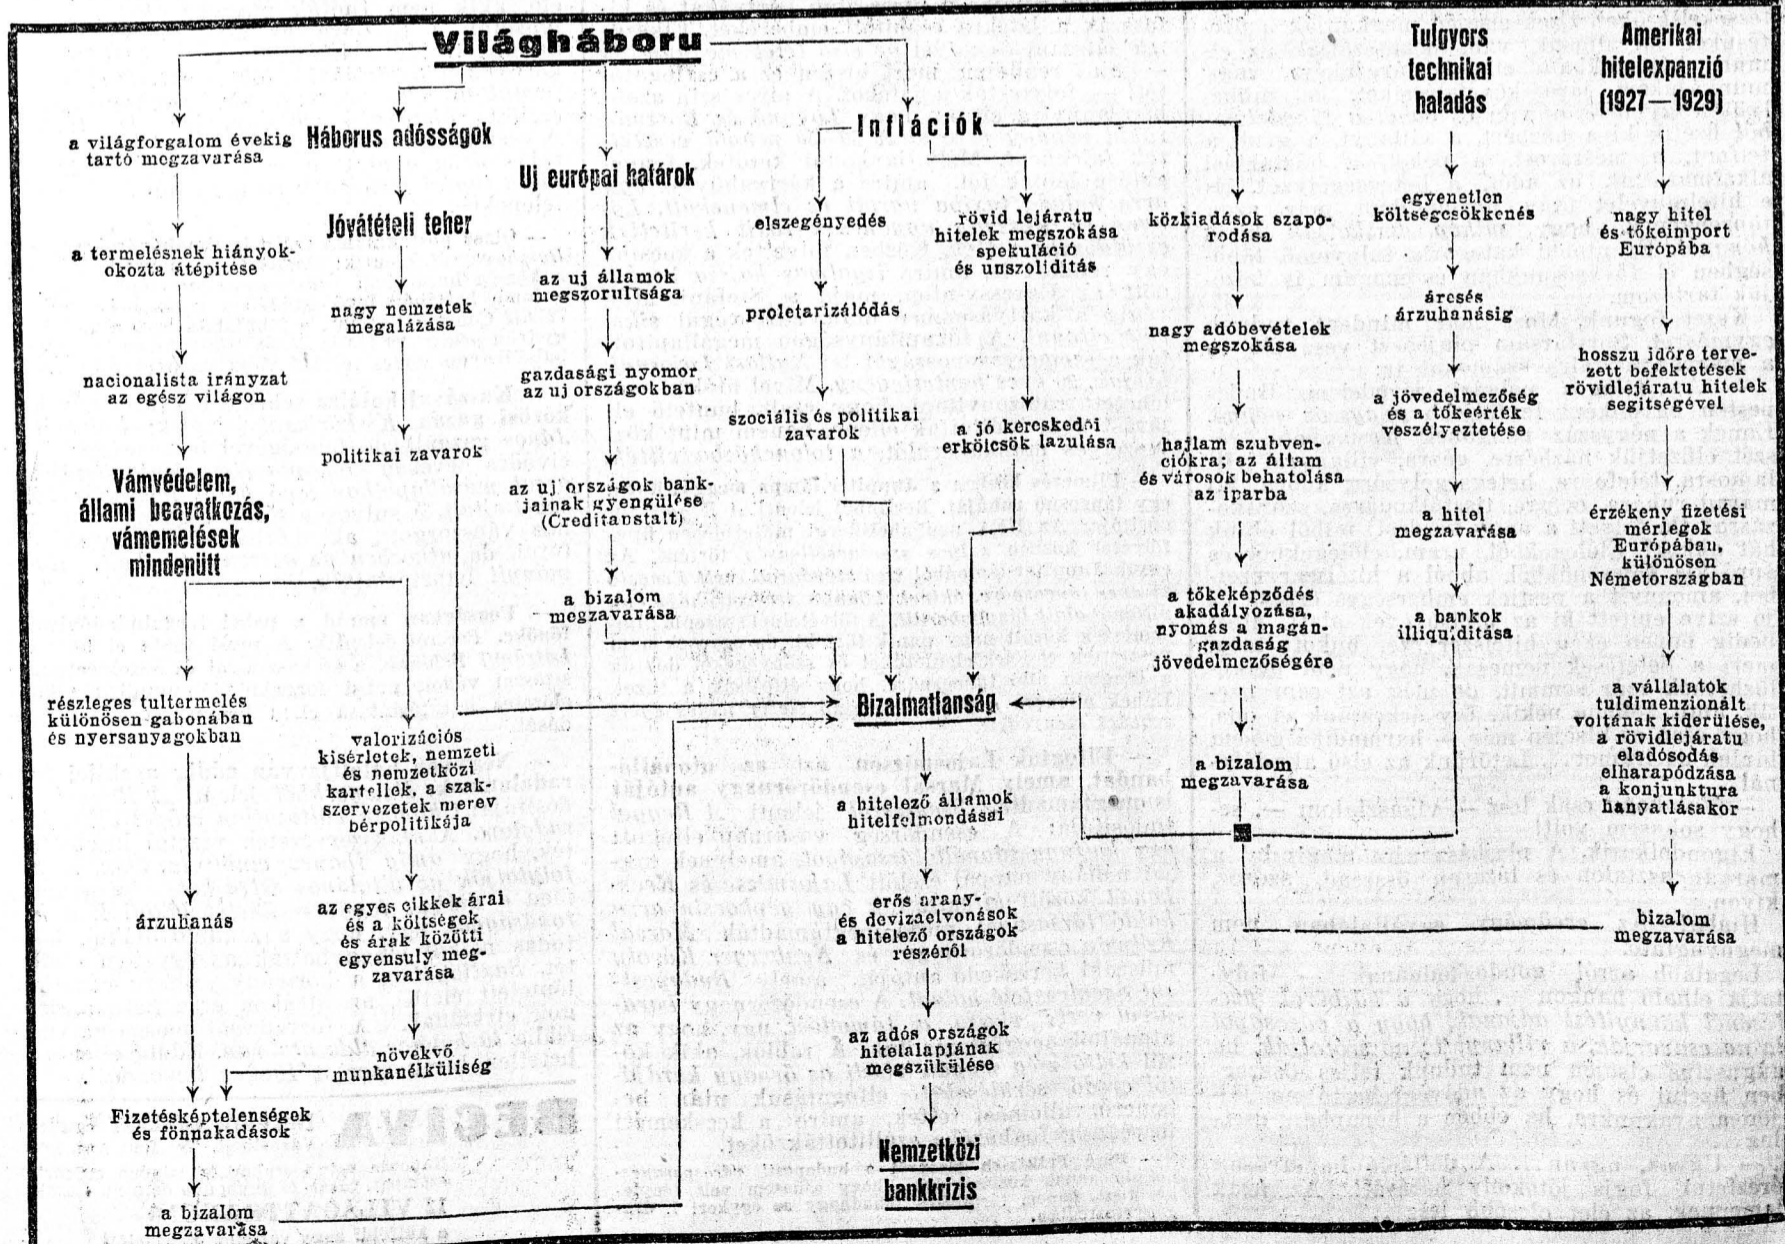 Világháboru
a világforgalom évekig
tartó megzavarása
a termelésnek hiányok-
okozta átépitése
nacionalista irányzat
az egész világon
Vámvédelem,
állami beavatkozás,
vámemelések
mindenütt
részleges tultermelés
különösen gabonában
és nyersanyagokban
árzuhanás
Fizetésképtelenségek
és fönnakadások
a bizalom
megzavarása
valorizációs
kisérletek, nemzeti
és nemzetközi
kartellek, a szak-
szervezetek merev
bérpolitikája
az egyes cikkek árai
és a költségek
és árak közötti
egyensuly meg-
zavarása
növekvő
munkanélküliség
Háborus adósságok
Jóvátételi teher
nagy nemzetek
megalázása
politikai zavarok
Uj európai határok
az uj államok
megszorultsága
gazdasági nyomor
az uj országokban
az uj országok bank-
jainak gyengülése
(Creditanstalt)
a bizalom
megzavarása
Inflációk
elszegényedés
proletarizálódás
szociális és politikai
zavarok
rövid lejáratu
hitelek megszokása
spekuláció
és unszoliditás
a jó kereskedői
erkölcsök lazulása
közkiadások szapo-
rodása
nagy adóbevételek
megszokása
hajlam szubven-
ciókra; az állam
és városok behatolása
az iparba
a tőkeképződés
akadályozása,
nyomás a magán-
gazdaság
jövedelmezőségére
a bizalom
megzavarása
Tulgyors
technikai
haladás
egyenetlen
költségcsökkenés
árcsés
árzuhanásig
a jövedelmezőség
és a tőkeérték
veszélyeztetése
a hitel
megzavarása
a bankok
illiquiditása
Amerikai
hitelexpanzió
(1927—1929)
nagy hitel
és tőkeimport
Európába
hosszu időre terve-
zett befektetések
rövidlejáratu hitelek
segitségével
érzékeny fizetési
mérlegek
Európában,
különösen
Németországban
a vállalatok
tuldimenzionált
voltának kiderülése,
a rövidlejáratu
eladósodás
elharapódzása
a konjunktura
hanyatlásakor
bizalom
megzavarása
Bizalmatlanság
a hitelező államok
hitelfelmondásai
erős arany-
és devizaelvonások
a hitelező országok
részéről
az adós országok
hitelalapjának
megszükülése
Nemzetközi
bankkrizis